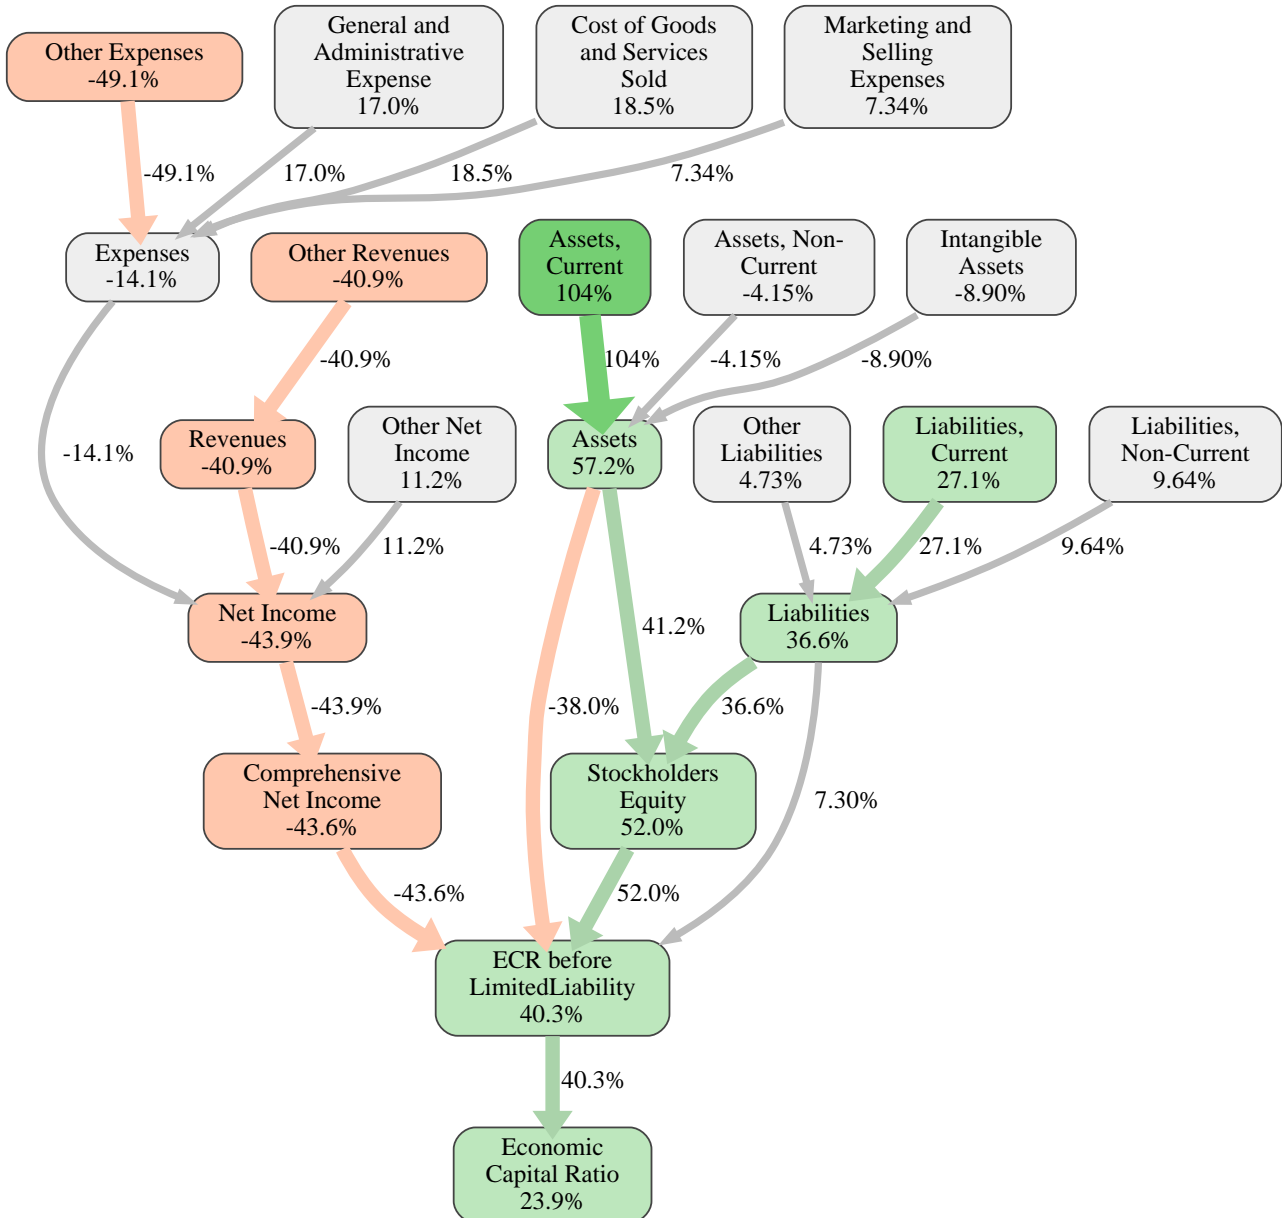 Other Expenses
-49.1%
General and
Administrative
Expense
17.0%
Cost of Goods
and Services
Sold
18.5%
Marketing and
Selling
Expenses
7.34%
-49.1%
17.0%
18.5%
7.34%
Expenses
-14.1%
Other Revenues
-40.9%
Assets,
Current
104%
Assets, Non-
Current
-4.15%
Intangible
Assets
-8.90%
-40.9%
104%
-4.15%
-8.90%
Revenues
-40.9%
Other Net
Income
11.2%
Assets
57.2%
Other
Liabilities
4.73%
Liabilities,
Current
27.1%
Liabilities,
Non-Current
9.64%
-14.1%
-40.9%
11.2%
4.73%
27.1%
9.64%
Net Income
-43.9%
41.2%
Liabilities
36.6%
-43.9%
-38.0%
36.6%
Comprehensive
Net Income
-43.6%
Stockholders
Equity
52.0%
7.30%
-43.6%
52.0%
ECR before
LimitedLiability
40.3%
40.3%
Economic
Capital Ratio
23.9%